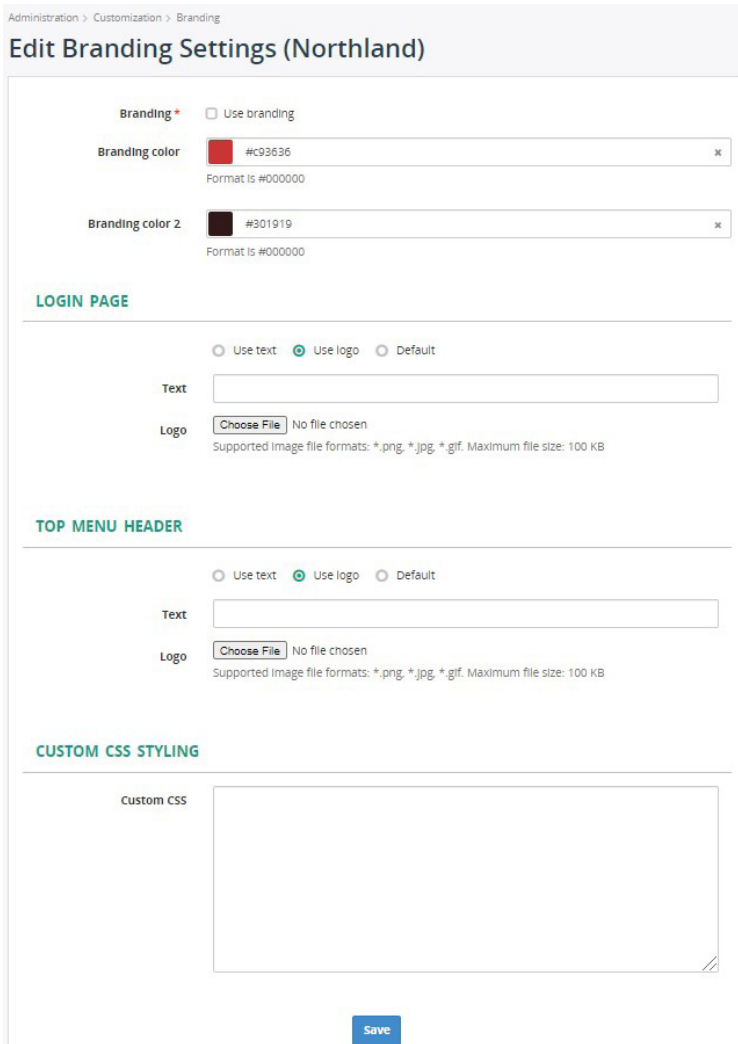 Administration > Customization > Branding
Edit Branding Settings (Northland)
Branding * Use branding
Branding color #c93636 ×
Format is #000000
Branding color 2 #301919 ×
Format is #000000
LOGIN PAGE
Use text Use logo Default
Text
Logo Choose File No file chosen
Supported image file formats: *.png, *.jpg, *.gif. Maximum file size: 100 KB
TOP MENU HEADER
Use text Use logo Default
Text
Logo Choose File No file chosen
Supported image file formats: *.png, *.jpg, *.gif. Maximum file size: 100 KB
CUSTOM CSS STYLING
Custom CSS
Save